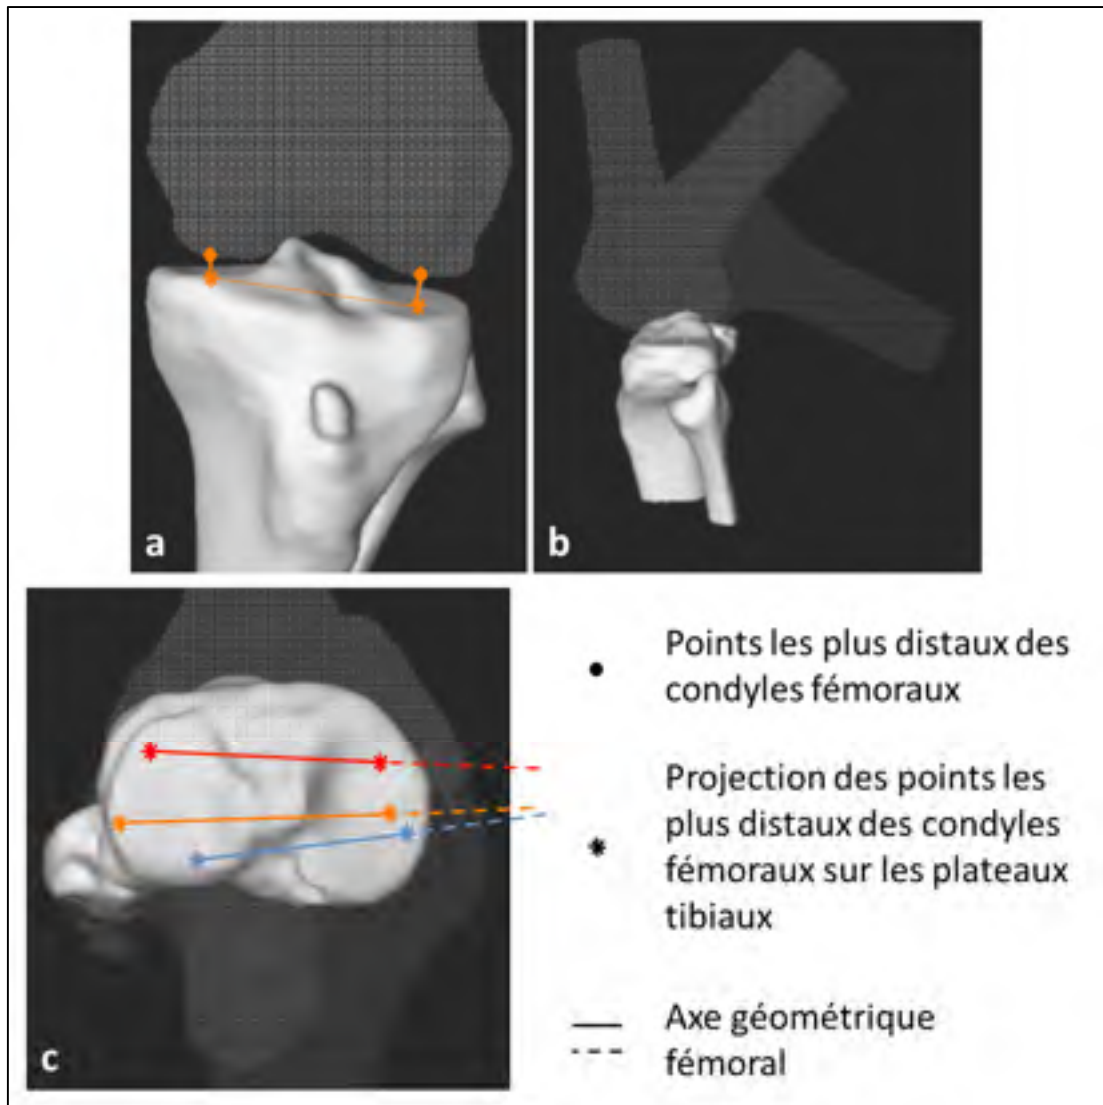 a
b
c
Points les plus distaux des
condyles fémoraux
Projection des points les
plus distaux des condyles
fémoraux sur les plateaux
tibiaux
Axe géométrique
fémoral